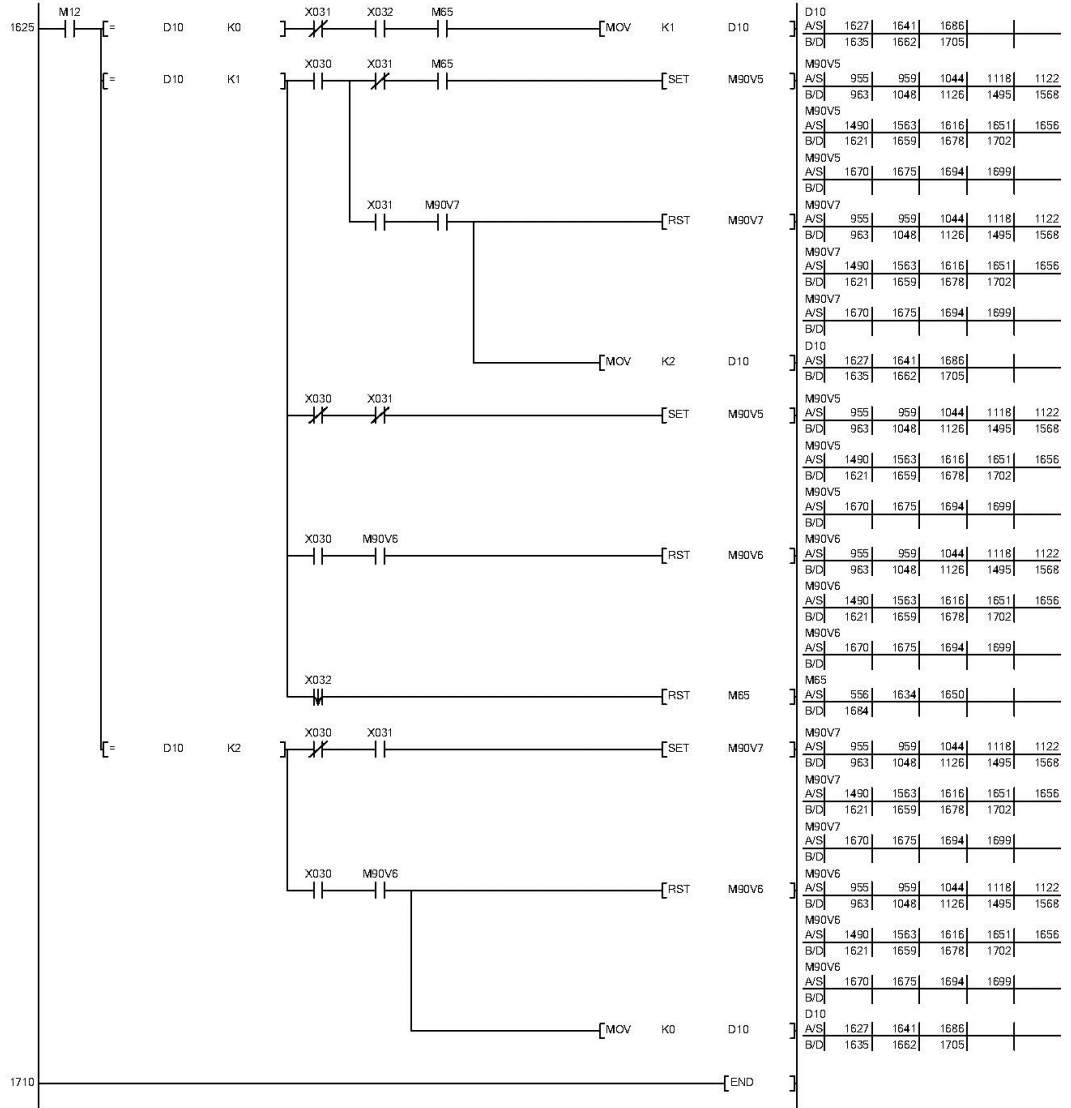 M12 X031 X032 M65 D10
1625 = D10 K0 MOV K1 D10 A/S 1627 1641 1686
B/D 1635 1662 1705
X030 X031 M65 M90V5
= D10 K1 SET M90V5 A/S 955 959 1044 1118 1122
B/D 963 1048 1126 1495 1568
M90V5
A/S 1490 1563 1616 1651 1656
B/D 1621 1659 1678 1702
M90V5
A/S 1670 1675 1694 1699
B/D
X031 M90V7 M90V7
RST M90V7 A/S 955 959 1044 1118 1122
B/D 963 1048 1126 1495 1568
M90V7
A/S 1490 1563 1616 1651 1656
B/D 1621 1659 1678 1702
M90V7
A/S 1670 1675 1694 1699
B/D
D10
MOV K2 D10 A/S 1627 1641 1686
B/D 1635 1662 1705
X030 X031 M90V5
SET M90V5 A/S 955 959 1044 1118 1122
B/D 963 1048 1126 1495 1568
M90V5
A/S 1490 1563 1616 1651 1656
B/D 1621 1659 1678 1702
M90V5
A/S 1670 1675 1694 1699
B/D
X030 M90V6 M90V6
RST M90V6 A/S 955 959 1044 1118 1122
B/D 963 1048 1126 1495 1568
M90V6
A/S 1490 1563 1616 1651 1656
B/D 1621 1659 1678 1702
M90V6
A/S 1670 1675 1694 1699
B/D
X032 M65
RST M65 A/S 556 1634 1650
B/D 1684
X030 X031 M90V7
= D10 K2 SET M90V7 A/S 955 959 1044 1118 1122
B/D 963 1048 1126 1495 1568
M90V7
A/S 1490 1563 1616 1651 1656
B/D 1621 1659 1678 1702
M90V7
A/S 1670 1675 1694 1699
B/D
X030 M90V6 M90V6
RST M90V6 A/S 955 959 1044 1118 1122
B/D 963 1048 1126 1495 1568
M90V6
A/S 1490 1563 1616 1651 1656
B/D 1621 1659 1678 1702
M90V6
A/S 1670 1675 1694 1699
B/D
D10
MOV K0 D10 A/S 1627 1641 1686
B/D 1635 1662 1705
1710 END